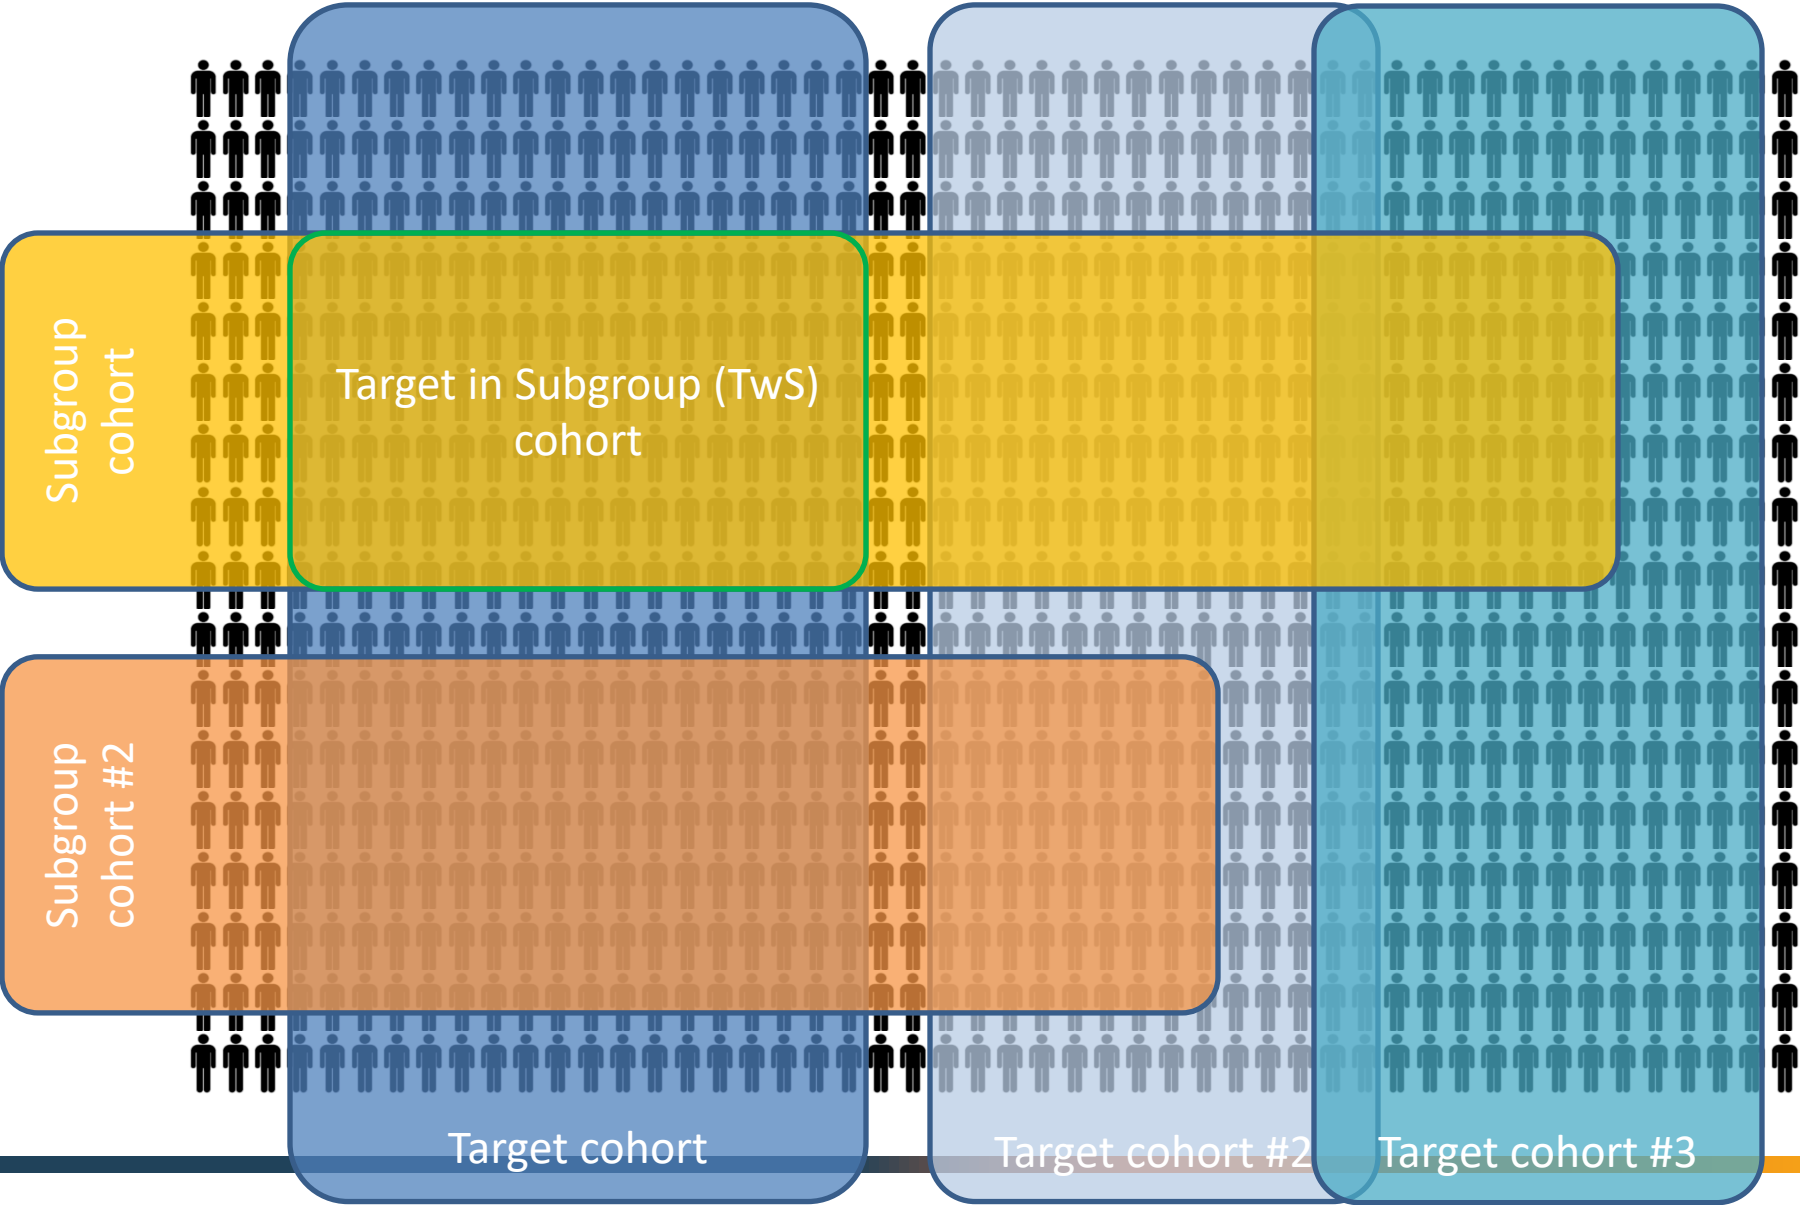 Subgroup
cohort
Target in Subgroup (TwS)
cohort
Subgroup
cohort #2
Target cohort
Target cohort #2
Target cohort #3